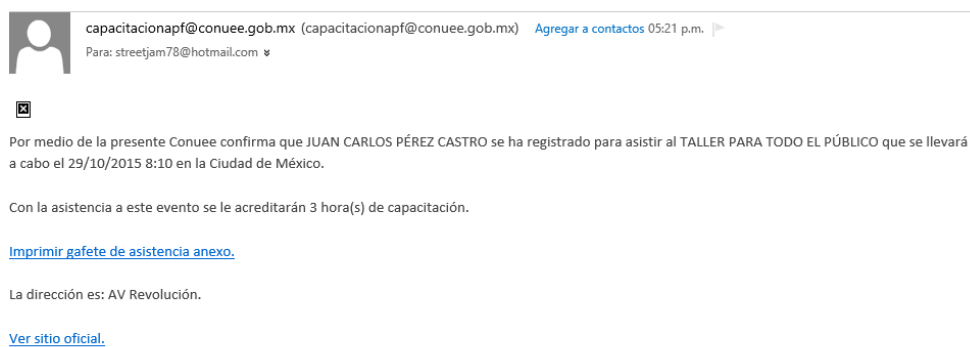 capacitacionapf@conuee.gob.mx (capacitacionapf@conuee.gob.mx) Agregar a contactos 05:21 p.m.
Para: streetjam78@hotmail.com
Por medio de la presente Conuee confirma que JUAN CARLOS PÉREZ CASTRO se ha registrado para asistir al TALLER PARA TODO EL PÚBLICO que se llevará
a cabo el 29/10/2015 8:10 en la Ciudad de México.
Con la asistencia a este evento se le acreditarán 3 hora(s) de capacitación.
Imprimir gafete de asistencia anexo.
La dirección es: AV Revolución.
Ver sitio oficial.